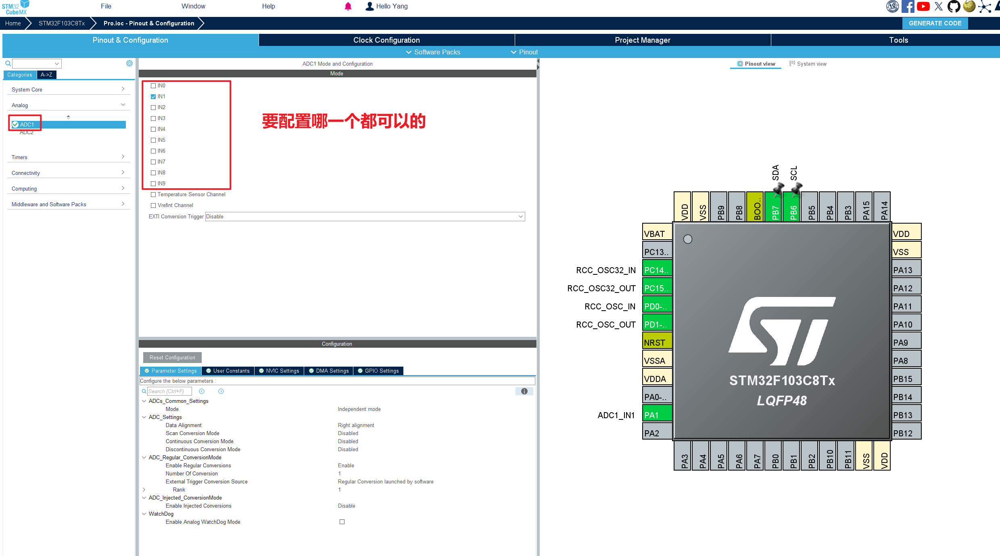 STM32
CubeMX
File
Window
Help
Hello Yang
Home
STM32F103C8Tx
Pro.ioc - Pinout & Configuration
GENERATE CODE
Pinout & Configuration
Clock Configuration
Project Manager
Tools
Software Packs
Pinout
Categories
A->Z
System Core
Analog
ADC1
ADC2
Timers
Connectivity
Computing
Middleware and Software Packs
ADC1 Mode and Configuration
Mode
IN0
IN1
IN2
IN3
IN4
IN5
IN6
IN7
IN8
IN9
要配置哪一个都可以的
Temperature Sensor Channel
Vrefint Channel
EXTI Conversion Trigger Disable
Configuration
Reset Configuration
Parameter Settings
User Constants
NVIC Settings
DMA Settings
GPIO Settings
Configure the below parameters :
Search (Ctrl+F)
ADCs_Common_Settings
Mode Independent mode
ADC_Settings
Data Alignment Right alignment
Scan Conversion Mode Disabled
Continuous Conversion Mode Disabled
Discontinuous Conversion Mode Disabled
ADC_Regular_ConversionMode
Enable Regular Conversions Enable
Number Of Conversion 1
External Trigger Conversion Source Regular Conversion launched by software
Rank 1
ADC_Injected_ConversionMode
Enable Injected Conversions Disable
WatchDog
Enable Analog WatchDog Mode
Pinout view
System view
SDA
SCL
VDD
VSS
PB9
PB8
BOO..
PB7
PB6
PB5
PB4
PB3
PA15
PA14
VBAT
PC13..
RCC_OSC32_IN PC14..
RCC_OSC32_OUT PC15..
RCC_OSC_IN PD0-..
RCC_OSC_OUT PD1-..
NRST
VSSA
VDDA
PA0-..
ADC1_IN1 PA1
PA2
ST
STM32F103C8Tx
LQFP48
VDD
VSS
PA13
PA12
PA11
PA10
PA9
PA8
PB15
PB14
PB13
PB12
PA3
PA4
PA5
PA6
PA7
PB0
PB1
PB2
PB10
PB11
VSS
VDD